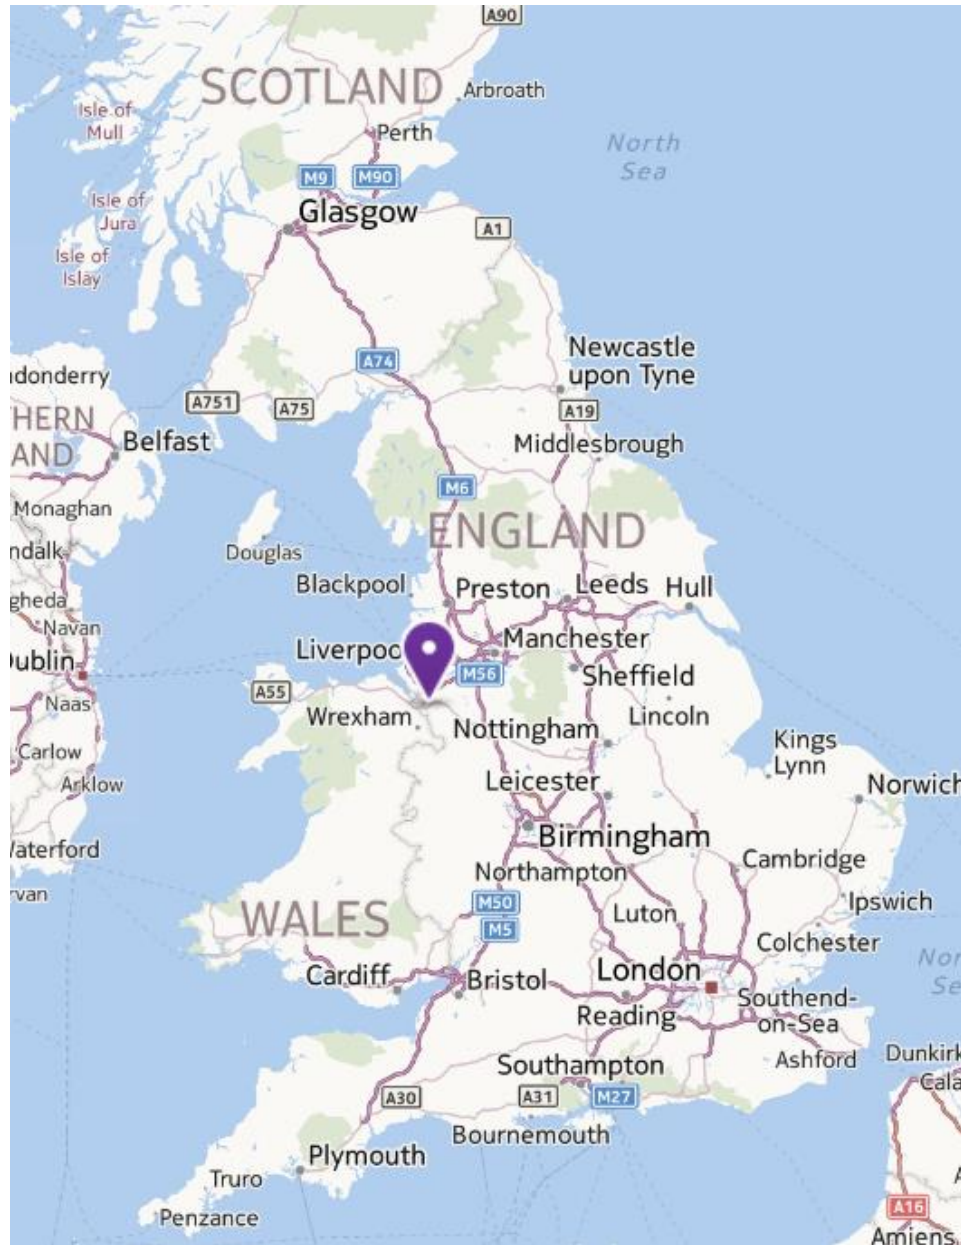 A90
SCOTLAND
Arbroath
Isle of
Mull
Perth
North
Sea
M9
M90
Isle of
Jura
Glasgow
A1
Isle of
Islay
Newcastle
upon Tyne
A74
ndonderry
A751
A75
A19
HERN
AND
Belfast
Middlesbrough
M6
Monaghan
ENGLAND
ndalk
Douglas
Blackpool
Preston
Leeds
Hull
gheda
Navan
Liverpoo
Manchester
Dublin
M56
Sheffield
A55
Naas
Wrexham
Nottingham
Lincoln
Carlow
Kings
Lynn
Arklow
Leicester
Norwich
Birmingham
Waterford
Cambridge
Northampton
rvan
M50
Ipswich
WALES
Luton
M5
Colchester
Nor
Se
Cardiff
Bristol
London
Reading
Southend-
on-Sea
Southampton
Ashford
Dunkirk
Cala
A30
A31
M27
Bournemouth
Plymouth
Truro
Penzance
A16
Amiens